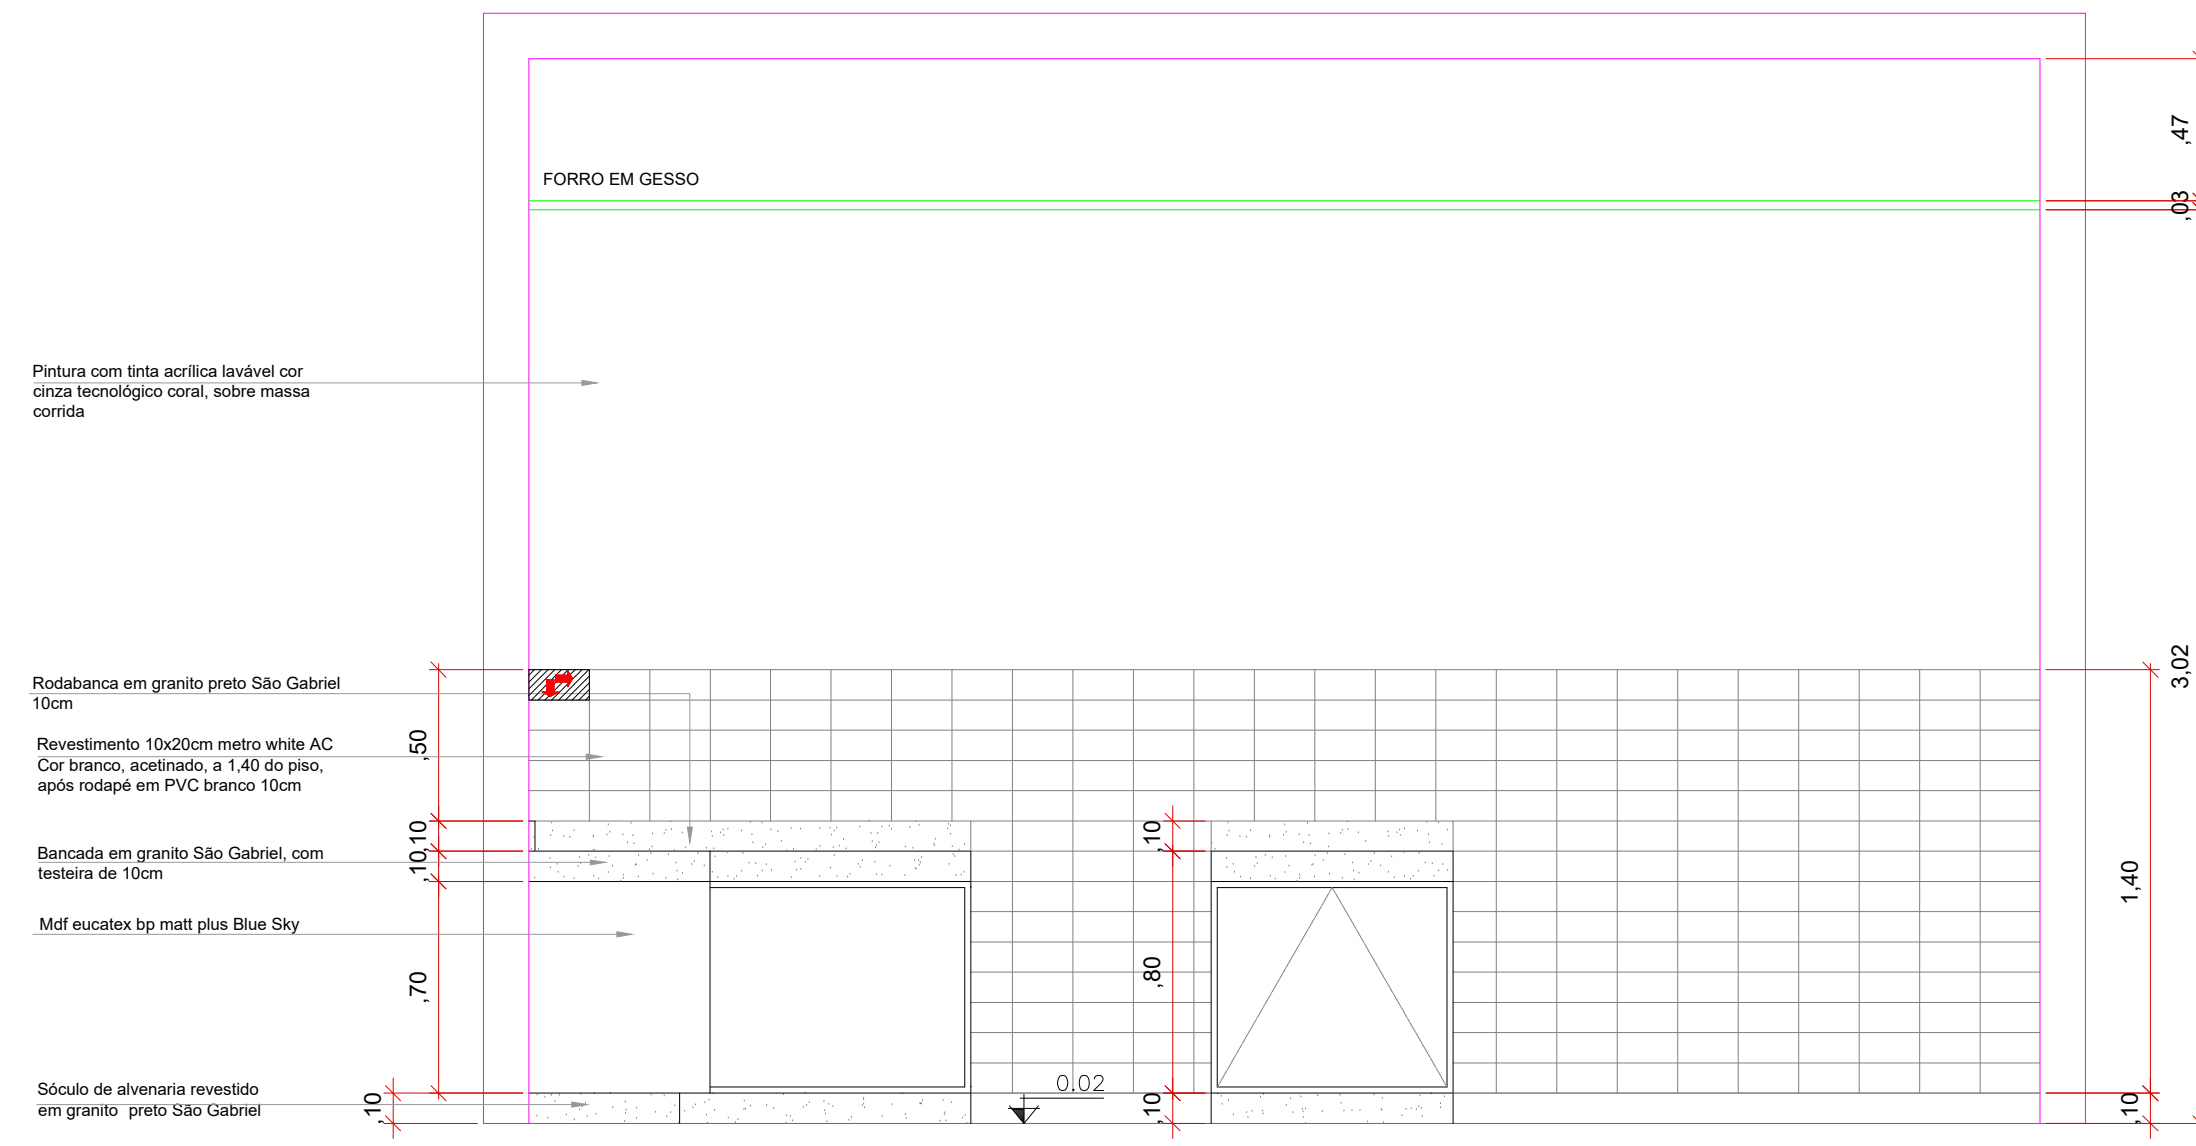 ,47
FORRO EM GESSO
,03
Pintura com tinta acrílica lavável cor
cinza tecnológico coral, sobre massa
corrida
3,02
Rodabanca em granito preto São Gabriel
10cm
,50
Revestimento 10x20cm metro white AC
Cor branco, acetinado, a 1,40 do piso,
após rodapé em PVC branco 10cm
,10
,10
,10
Bancada em granito São Gabriel, com
testeira de 10cm
1,40
Mdf eucatex bp matt plus Blue Sky
,70
,80
Sóculo de alvenaria revestido
em granito preto São Gabriel
,10
0.02
,10
,10